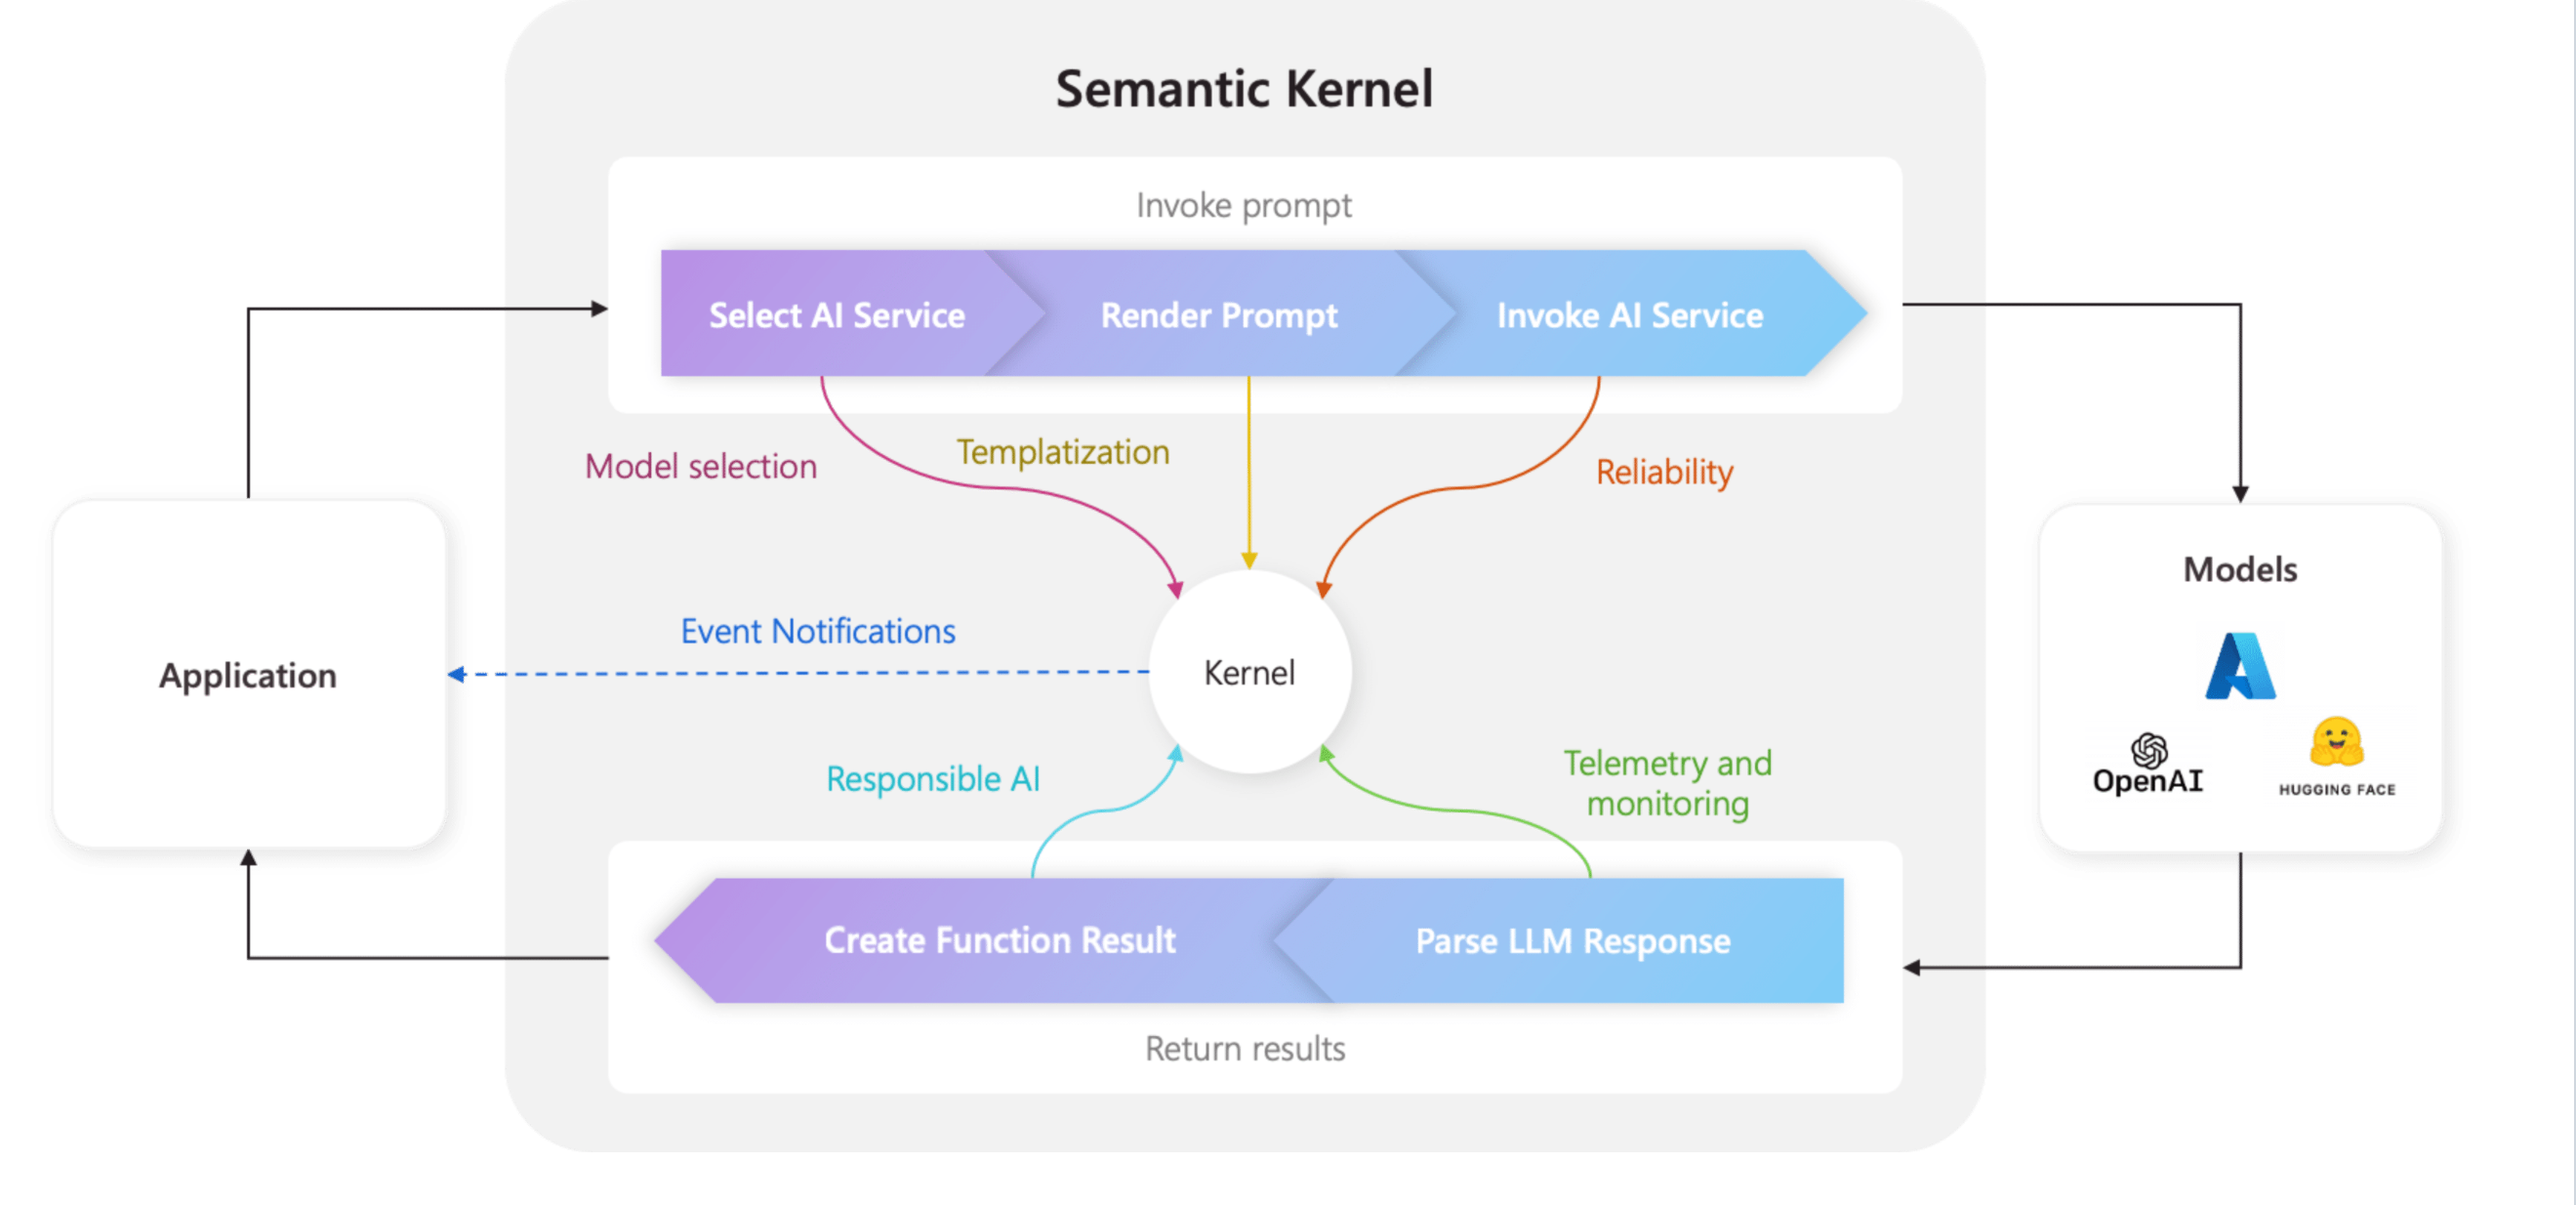 Semantic Kernel
Invoke prompt
Select AI Service
Render Prompt
Invoke AI Service
Model selection
Templatization
Reliability
Application
Event Notifications
Kernel
Models
OpenAI
HUGGING FACE
Responsible AI
Telemetry and
monitoring
Create Function Result
Parse LLM Response
Return results